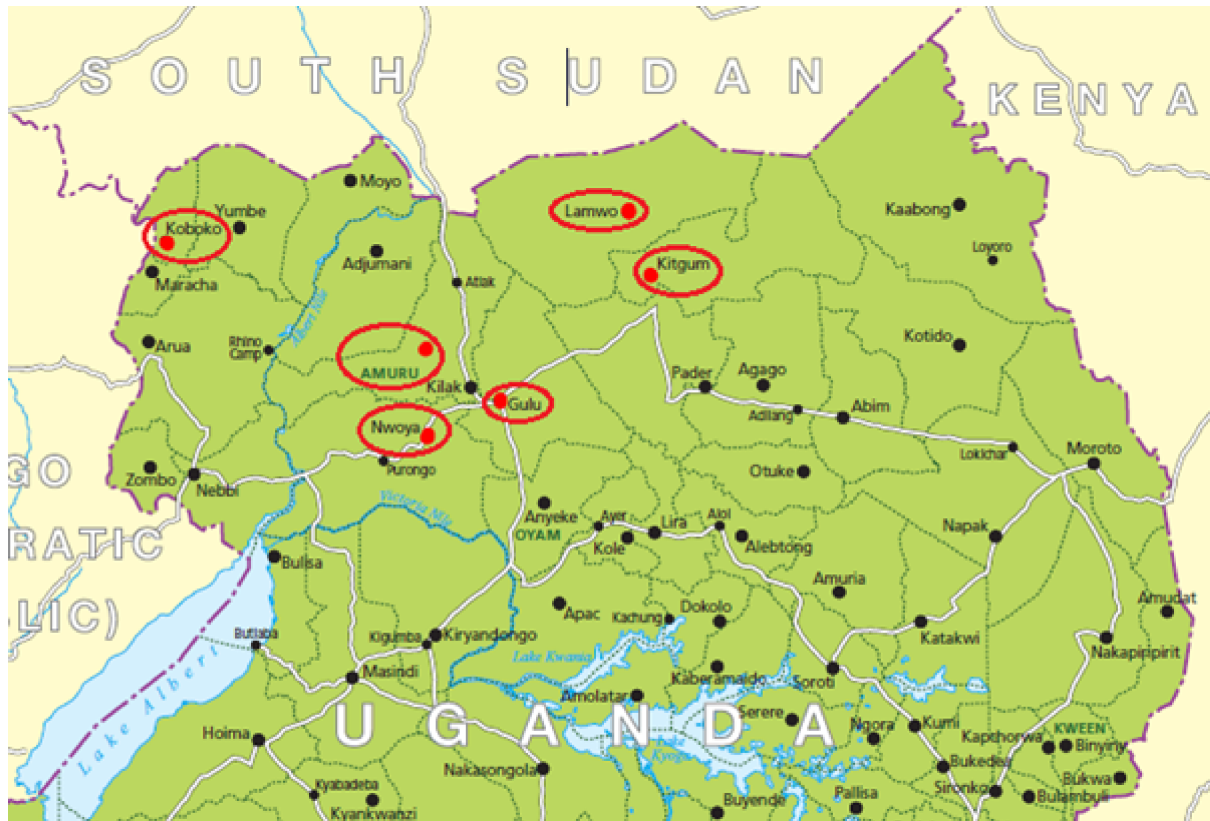 SOUTH SUDAN
KENYA
Moyo
Lamwo
Kaabong
Yumbe
Koboko
Loyoro
Adjumani
Kitgum
Atiak
Maracha
Albert Nile
Kotido
Arua
Rhino
Camp
AMURU
Kilak
Pader
Agago
Gulu
Adilang
Abim
Nwoya
Lokichar
Moroto
GO
Purongo
Zombo
Nebbi
Otuke
Victoria Nile
Anyeke
OYAM
Ayer
Lira
Aloi
Napak
RATIC
Kole
Alebtong
Bulisa
Amuria
LIC)
Apac
Kachung
Dokolo
Amudat
Butiaba
Kigumba
Kiryandongo
Katakwi
Nakapiripirit
Lake Kwania
Masindi
Kaberamaido
Soroti
Lake Albert
Amolatar
UGANDA
Serere
Ngora
Kumi
KWEEN
Hoima
Kapchorwa
Binyiny
Lake
Kyoga
Nakasongola
Bukedea
Bukwa
Kyabadeba
Sironko
Bulambuli
Kyankwanzi
Buyende
Pallisa